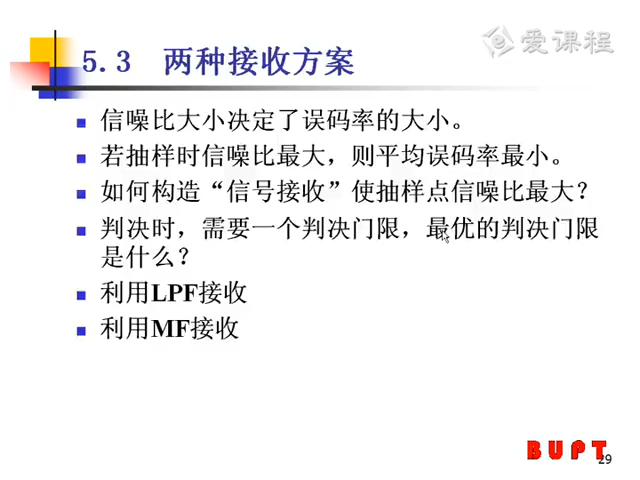 爱课程
5.3 两种接收方案
信噪比大小决定了误码率的大小。
若抽样时信噪比最大，则平均误码率最小。
如何构造“信号接收”使抽样点信噪比最大？
判决时，需要一个判决门限，最优的判决门限
是什么？
利用LPF接收
利用MF接收
BUPT
29